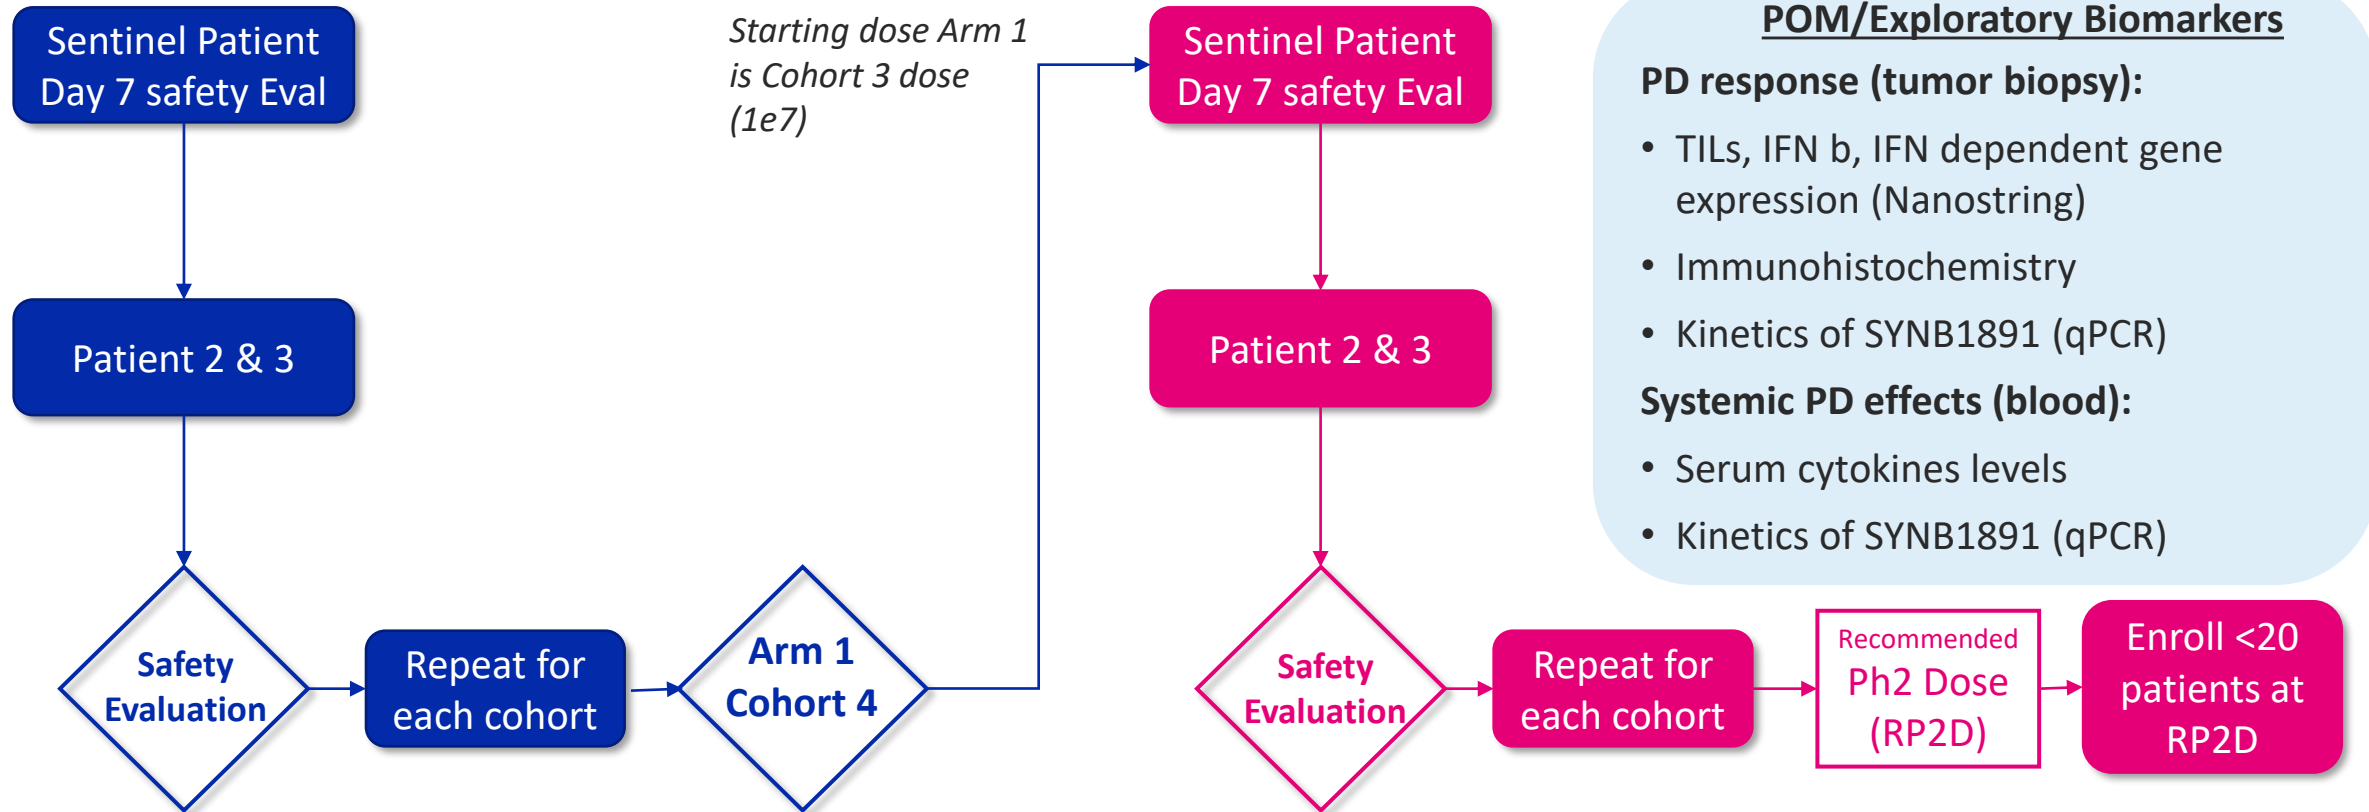 Sentinel Patient
Day 7 safety Eval
Patient 2 & 3
Safety
Evaluation
Repeat for
each cohort
Arm 1
Cohort 4
Starting dose Arm 1
is Cohort 3 dose
(1e7)
Sentinel Patient
Day 7 safety Eval
Patient 2 & 3
Safety
Evaluation
Repeat for
each cohort
Recommended
Ph2 Dose
(RP2D)
Enroll <20
patients at
RP2D
POM/Exploratory Biomarkers
PD response (tumor biopsy):
• TILs, IFN b, IFN dependent gene
expression (Nanostring)
• Immunohistochemistry
• Kinetics of SYNB1891 (qPCR)
Systemic PD effects (blood):
• Serum cytokines levels
• Kinetics of SYNB1891 (qPCR)